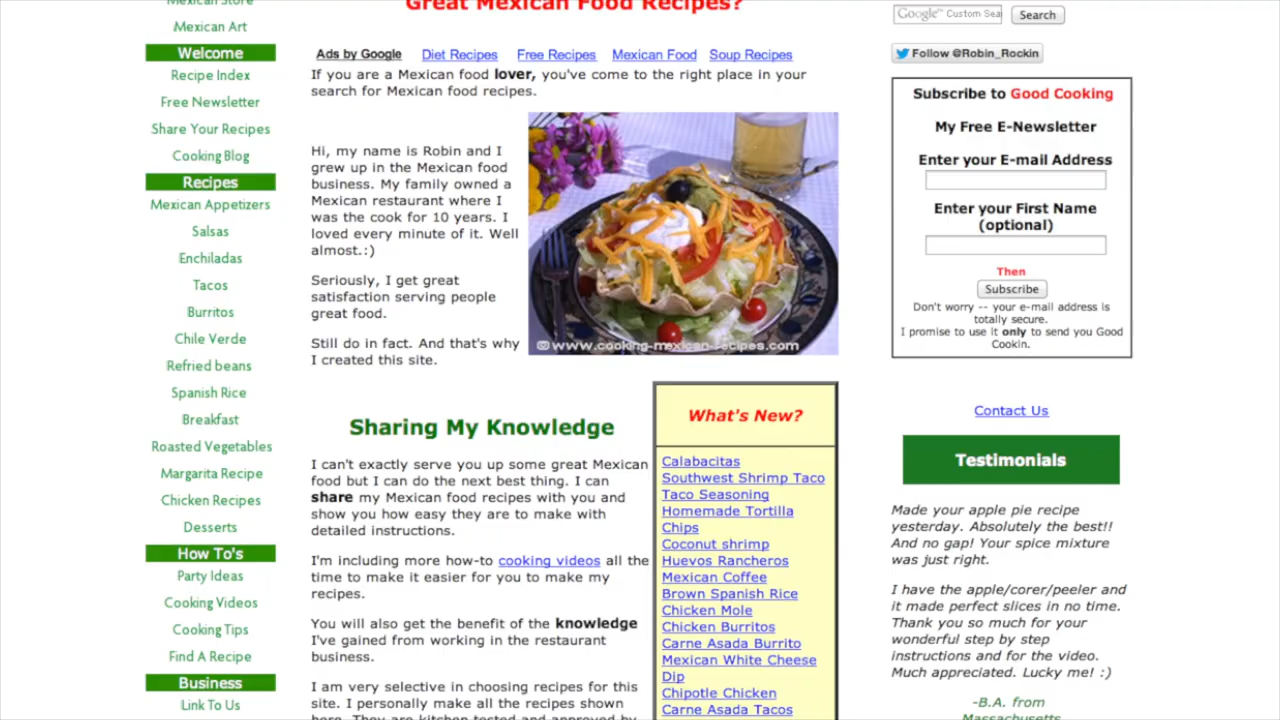 Mexican Store
Mexican Art
Welcome
Recipe Index
Free Newsletter
Share Your Recipes
Cooking Blog
Recipes
Mexican Appetizers
Salsas
Enchiladas
Tacos
Burritos
Chile Verde
Refried beans
Spanish Rice
Breakfast
Roasted Vegetables
Margarita Recipe
Chicken Recipes
Desserts
How To's
Party Ideas
Cooking Videos
Cooking Tips
Find A Recipe
Business
Link To Us
Great Mexican Food Recipes?
Ads by Google Diet Recipes Free Recipes Mexican Food Soup Recipes
If you are a Mexican food lover, you've come to the right place in your
search for Mexican food recipes.
Hi, my name is Robin and I
grew up in the Mexican food
business. My family owned a
Mexican restaurant where I
was the cook for 10 years. I
loved every minute of it. Well
almost.:)
Seriously, I get great
satisfaction serving people
great food.
Still do in fact. And that's why
I created this site.
©www.cooking-mexican-recipes.com
Sharing My Knowledge
I can't exactly serve you up some great Mexican
food but I can do the next best thing. I can
share my Mexican food recipes with you and
show you how easy they are to make with
detailed instructions.
I'm including more how-to cooking videos all the
time to make it easier for you to make my
recipes.
You will also get the benefit of the knowledge
I've gained from working in the restaurant
business.
I am very selective in choosing recipes for this
site. I personally make all the recipes shown
here. They are kitchen tested and approved by
What's New?
Calabacitas
Southwest Shrimp Taco
Taco Seasoning
Homemade Tortilla
Chips
Coconut shrimp
Huevos Rancheros
Mexican Coffee
Brown Spanish Rice
Chicken Mole
Chicken Burritos
Carne Asada Burrito
Mexican White Cheese
Dip
Chipotle Chicken
Carne Asada Tacos
Google™ Custom Sea Search
Follow @Robin_Rockin
Subscribe to Good Cooking
My Free E-Newsletter
Enter your E-mail Address
Enter your First Name
(optional)
Then
Subscribe
Don't worry -- your e-mail address is
totally secure.
I promise to use it only to send you Good
Cookin.
Contact Us
Testimonials
Made your apple pie recipe
yesterday. Absolutely the best!!
And no gap! Your spice mixture
was just right.
I have the apple/corer/peeler and
it made perfect slices in no time.
Thank you so much for your
wonderful step by step
instructions and for the video.
Much appreciated. Lucky me! :)
-B.A. from
Massachusetts